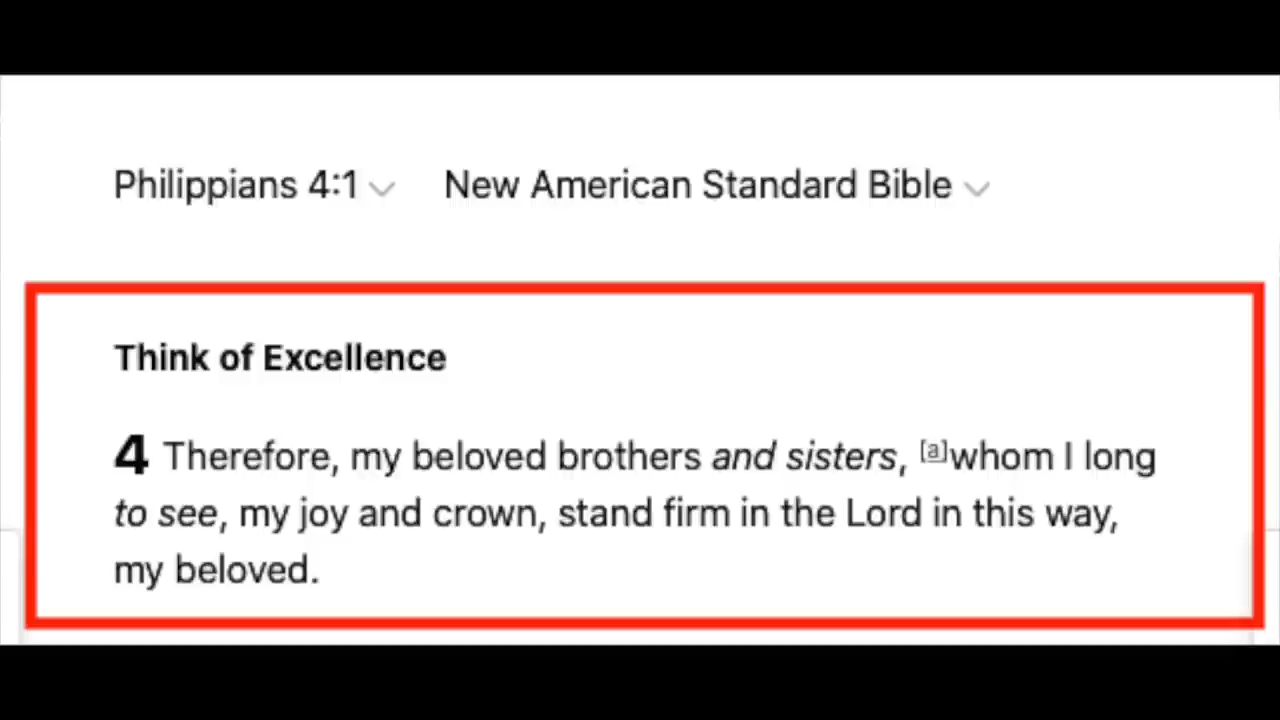 Philippians 4:1 New American Standard Bible
Think of Excellence
4 Therefore, my beloved brothers and sisters, [a]whom I long
to see, my joy and crown, stand firm in the Lord in this way,
my beloved.